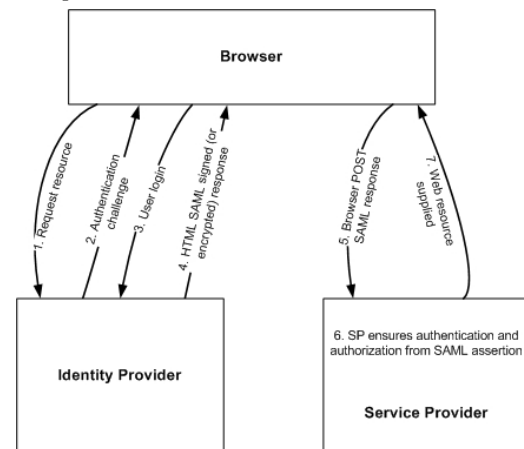 Browser
1. Request resource
2. Authentication
challenge
3. User login
4. HTML SAML signed (or
encrypted) response
5. Browser POST
SAML response
7. Web resource
supplied
Identity Provider
6. SP ensures authentication and
authorization from SAML assertion
Service Provider